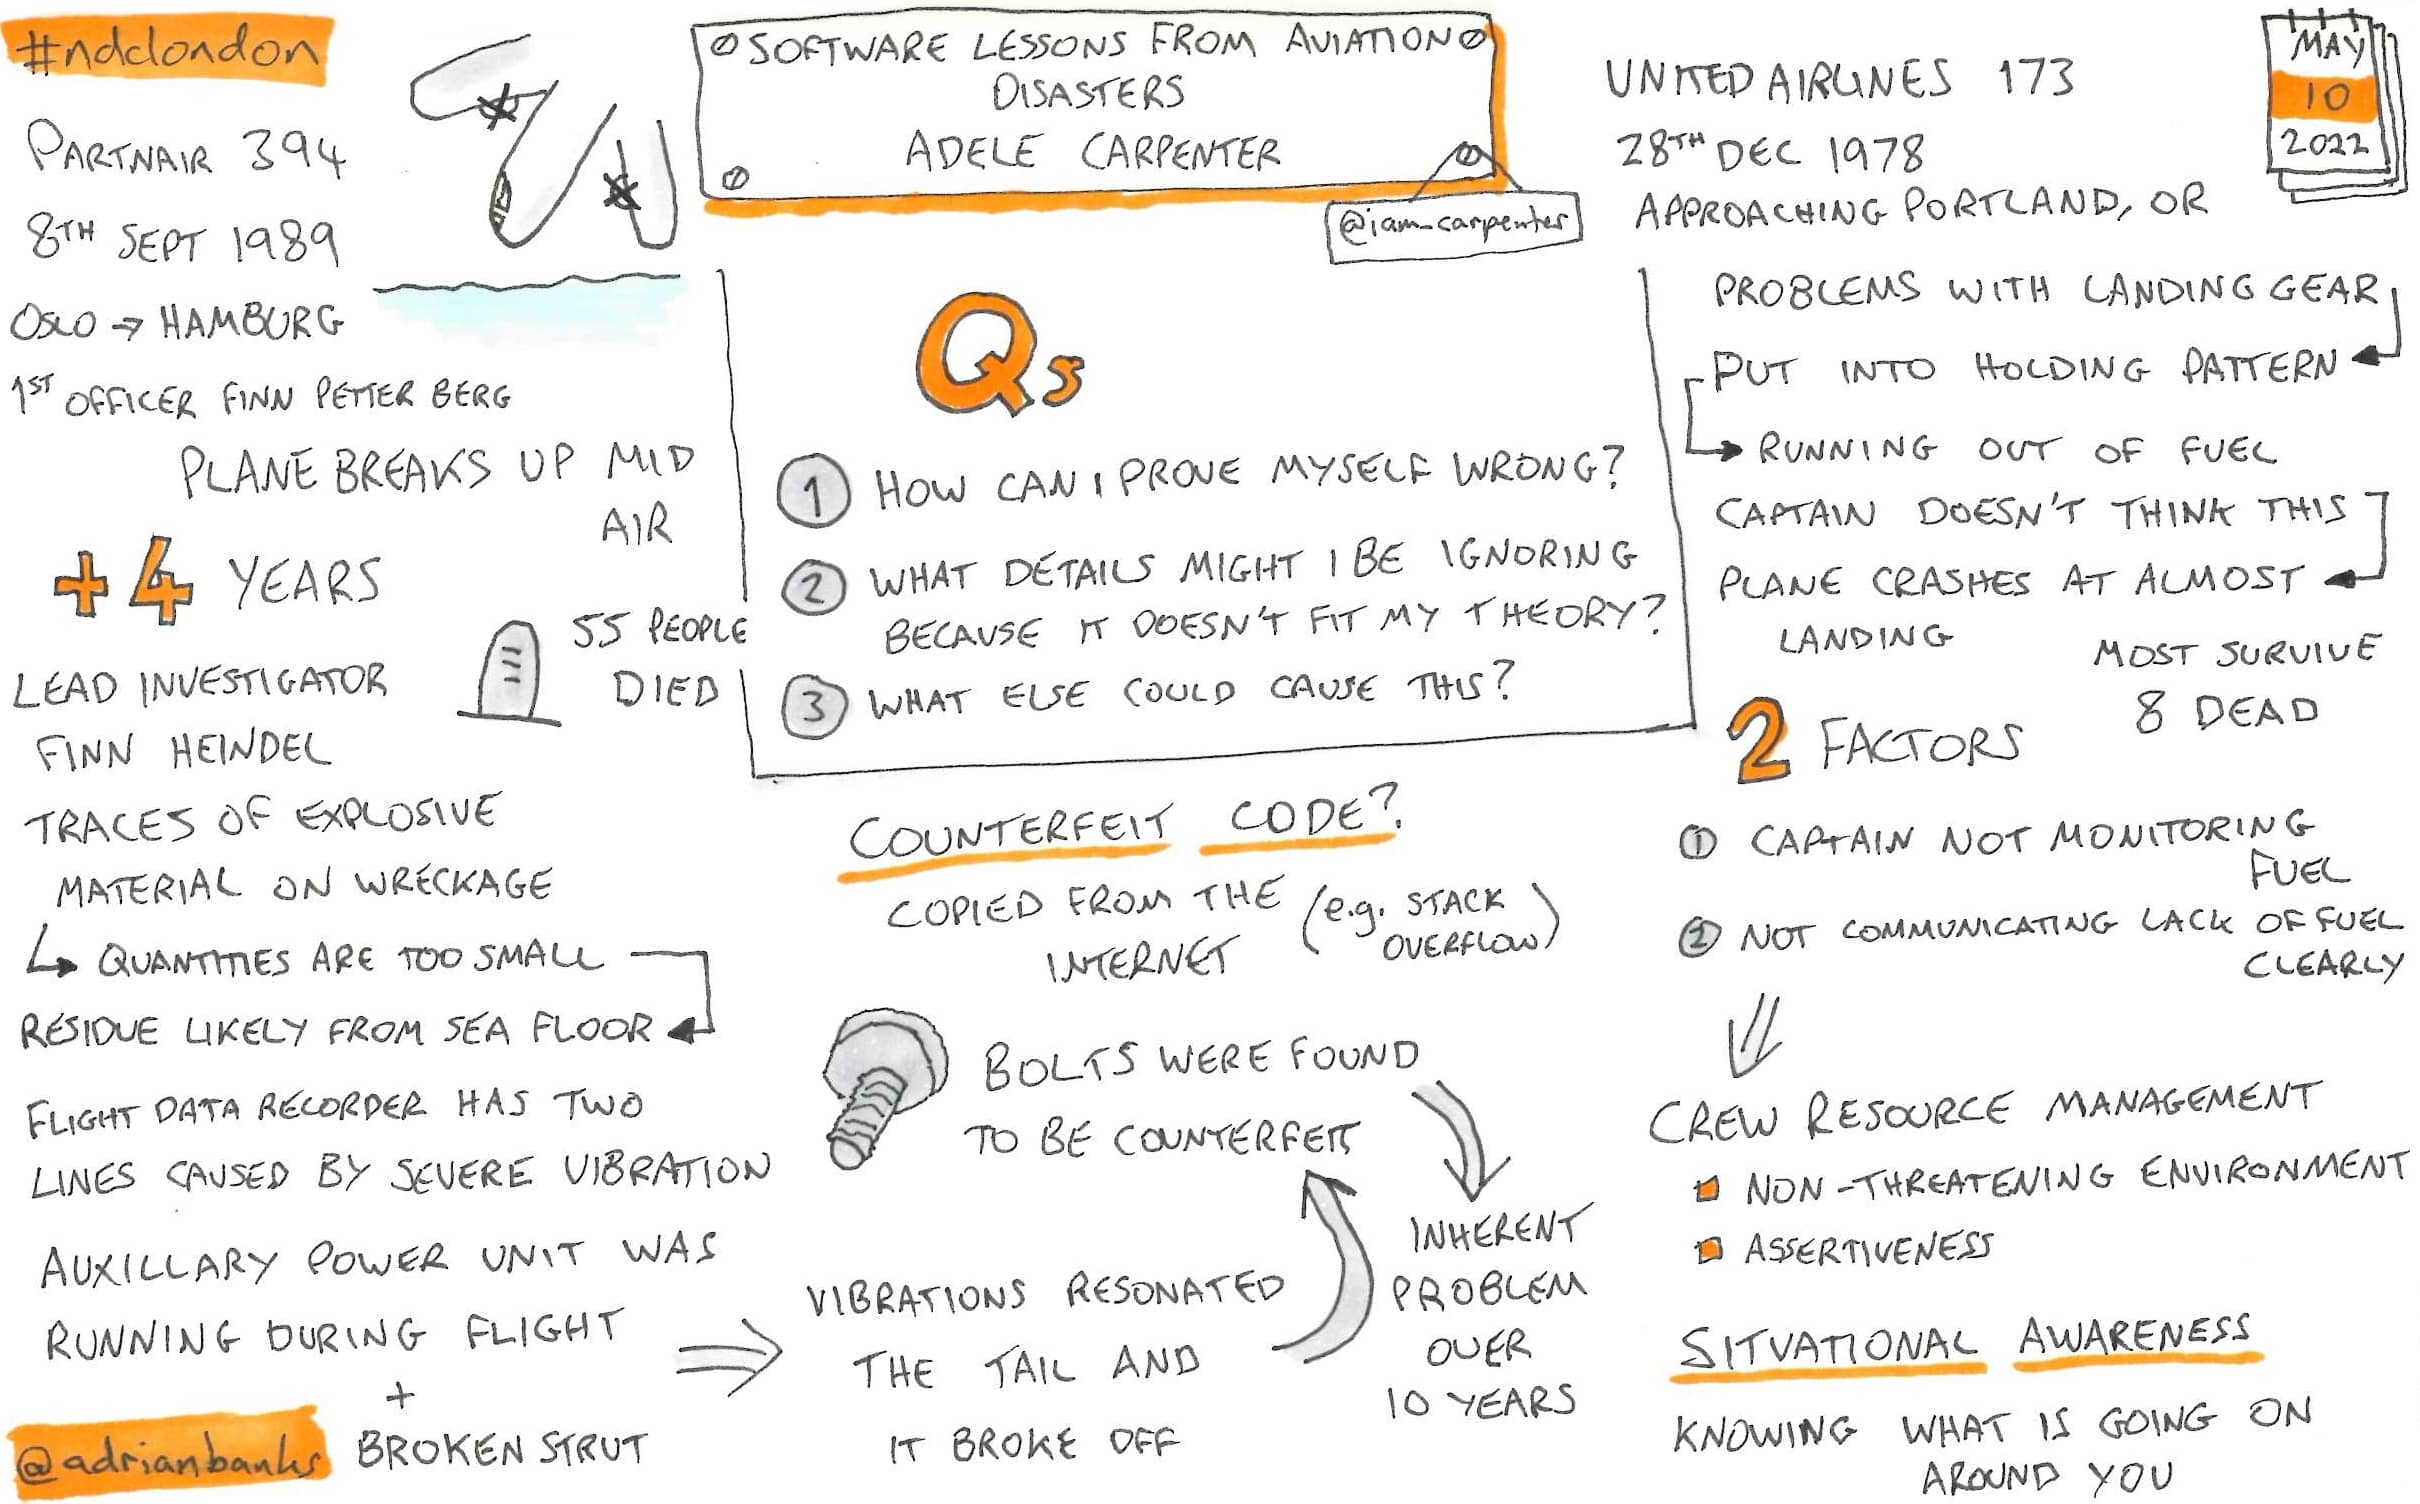 #ndclondon
PARTNAIR 394
8TH SEPT 1989
OSLO → HAMBURG
1ST OFFICER FINN PETTER BERG
PLANE BREAKS UP MID
AIR
+4 YEARS
55 PEOPLE
DIED
LEAD INVESTIGATOR
FINN HEINDEL
TRACES OF EXPLOSIVE
MATERIAL ON WRECKAGE
QUANTITIES ARE TOO SMALL
RESIDUE LIKELY FROM SEA FLOOR
FLIGHT DATA RECORDER HAS TWO
LINES CAUSED BY SEVERE VIBRATION
AUXILLARY POWER UNIT WAS
RUNNING DURING FLIGHT
+
BROKEN STRUT
@adrianbanks
SOFTWARE LESSONS FROM AVIATION
DISASTERS
ADELE CARPENTER
@iam_carpenter
Qs
1 HOW CAN I PROVE MYSELF WRONG?
2 WHAT DETAILS MIGHT I BE IGNORING
BECAUSE IT DOESN'T FIT MY THEORY?
3 WHAT ELSE COULD CAUSE THIS?
COUNTERFEIT CODE?
COPIED FROM THE
INTERNET
(e.g. STACK
OVERFLOW)
BOLTS WERE FOUND
TO BE COUNTERFEIT
VIBRATIONS RESONATED
THE TAIL AND
IT BROKE OFF
INHERENT
PROBLEM
OVER
10 YEARS
UNITED AIRLINES 173
28TH DEC 1978
APPROACHING PORTLAND, OR
MAY
10
2022
PROBLEMS WITH LANDING GEAR
PUT INTO HOLDING PATTERN
RUNNING OUT OF FUEL
CAPTAIN DOESN'T THINK THIS
PLANE CRASHES AT ALMOST
LANDING
MOST SURVIVE
8 DEAD
2 FACTORS
1 CAPTAIN NOT MONITORING
FUEL
2 NOT COMMUNICATING LACK OF FUEL
CLEARLY
CREW RESOURCE MANAGEMENT
NON-THREATENING ENVIRONMENT
ASSERTIVENESS
SITUATIONAL AWARENESS
KNOWING WHAT IS GOING ON
AROUND YOU